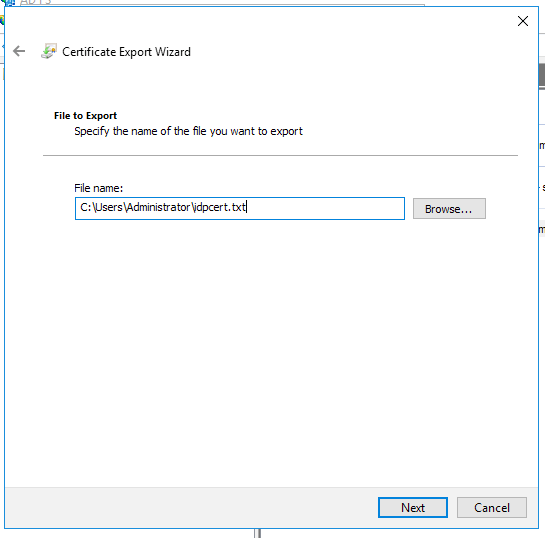 AD FS
Certificate Export Wizard
File to Export
Specify the name of the file you want to export
File name:
C:\Users\Administrator\idpcert.txt
Browse...
Next
Cancel